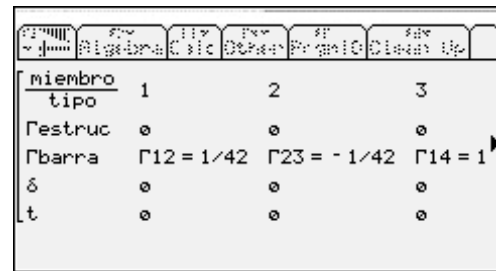 Algebra Calc Other PrgmIO Clean Up
miembro/tipo 1 2 3
Γestruc ø ø ø
Γbarra Γ12 = 1/42 Γ23 = -1/42 Γ14 = 1
δ ø ø ø
t ø ø ø